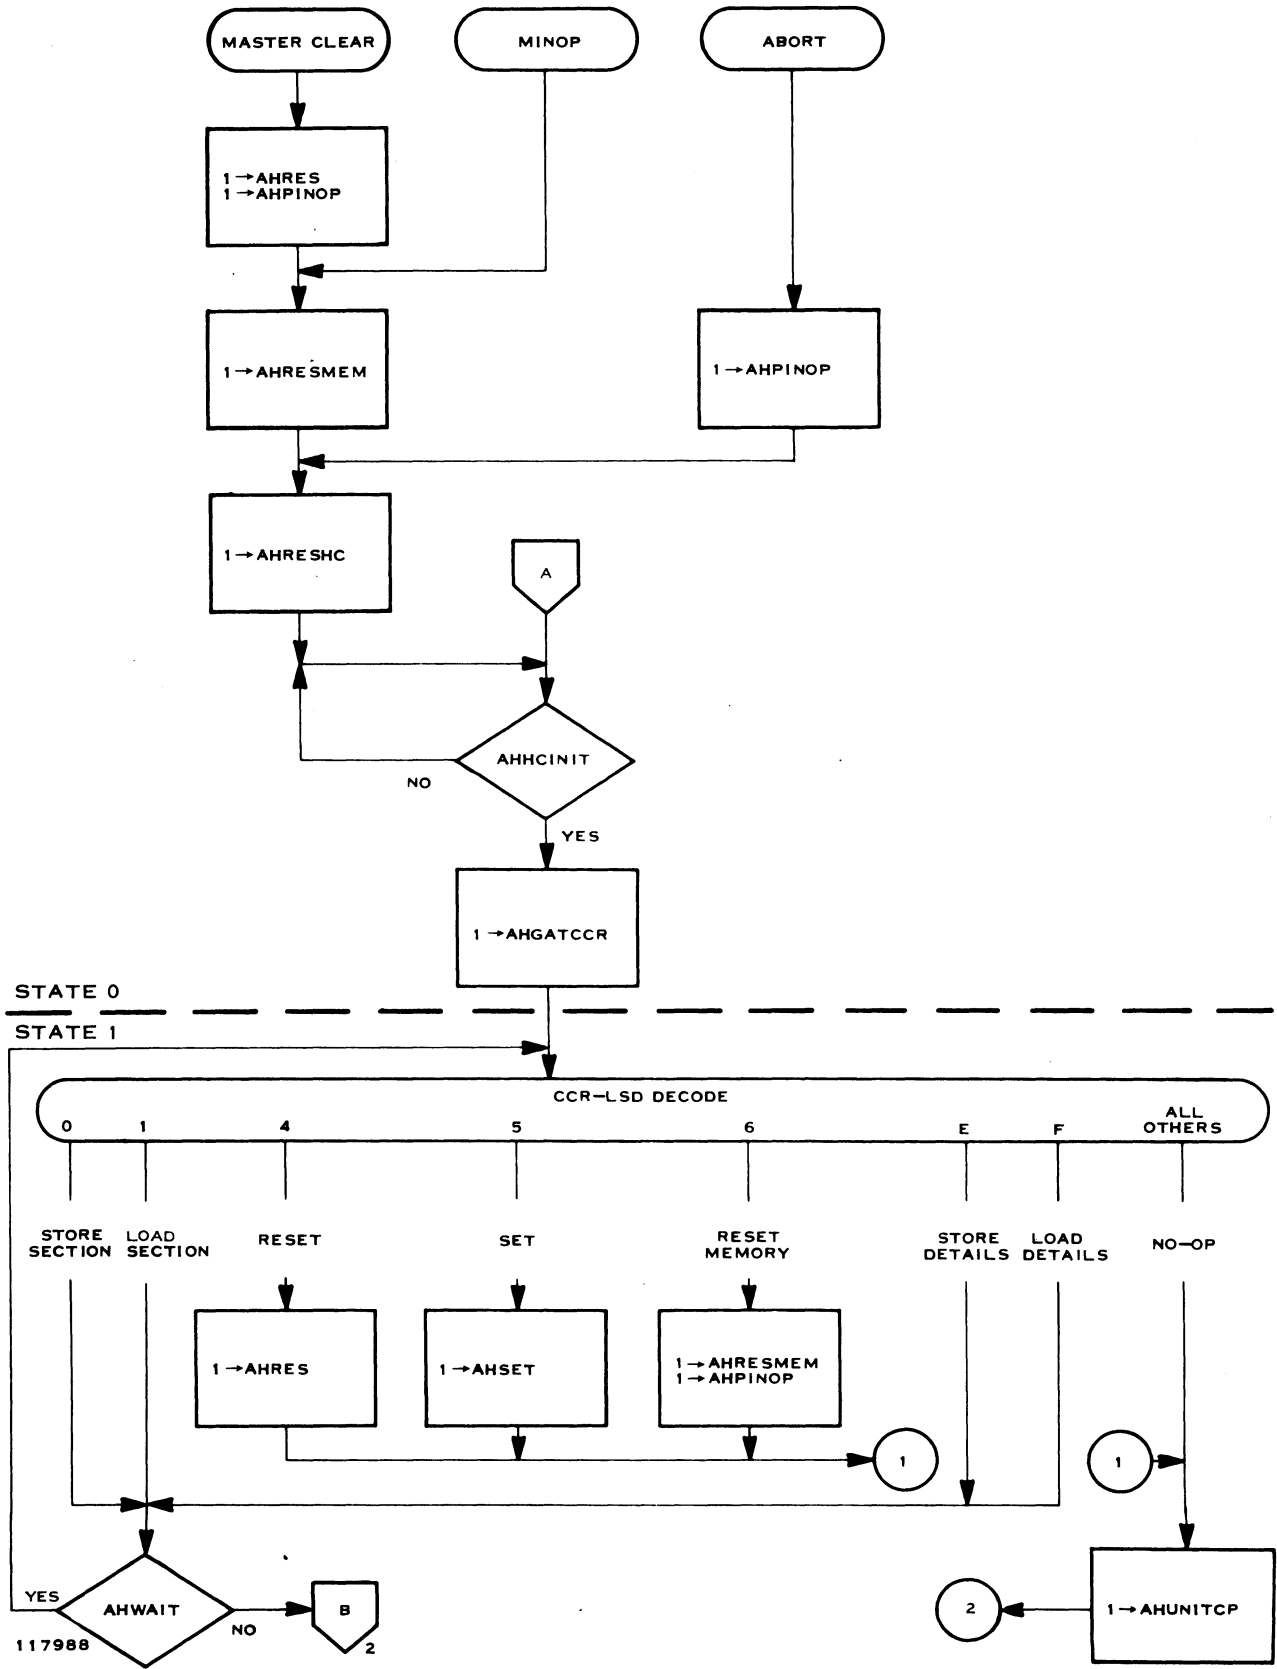 MASTER CLEAR
MINOP
ABORT
1→AHRES
1→AHPINOP
1→AHRESMEM
1→AHPINOP
1→AHRESHC
A
AHHCINIT
NO
YES
1→AHGATCCR
STATE 0
STATE 1
CCR-LSD DECODE
0
1
4
5
6
E
F
ALL
OTHERS
STORE
SECTION
LOAD
SECTION
RESET
SET
RESET
MEMORY
STORE
DETAILS
LOAD
DETAILS
NO-OP
1→AHRES
1→AHSET
1→AHRESMEM
1→AHPINOP
1
1
YES
AHWAIT
NO
B
2
2
1→AHUNITCP
117988